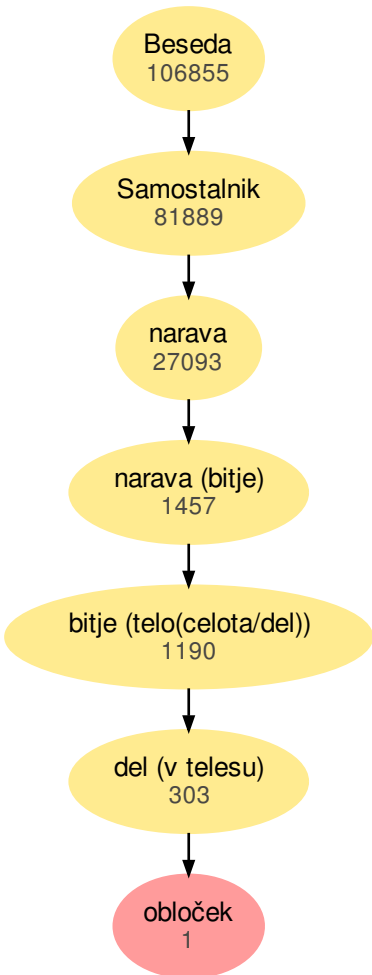 Beseda
106855
Samostalnik
81889
narava
27093
narava (bitje)
1457
bitje (telo(celota/del))
1190
del (v telesu)
303
obloček
1